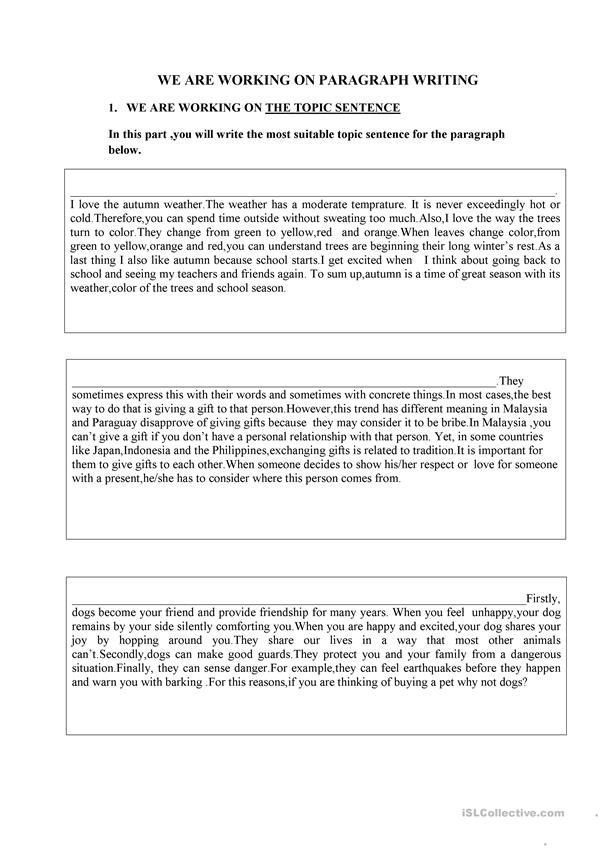 WE ARE WORKING ON PARAGRAPH WRITING
1. WE ARE WORKING ON THE TOPIC SENTENCE
In this part ,you will write the most suitable topic sentence for the paragraph
below.
.
I love the autumn weather.The weather has a moderate temprature. It is never exceedingly hot or
cold.Therefore,you can spend time outside without sweating too much.Also,I love the way the trees
turn to color.They change from green to yellow,red and orange.When leaves change color,from
green to yellow,orange and red,you can understand trees are beginning their long winter's rest.As a
last thing I also like autumn because school starts.I get excited when I think about going back to
school and seeing my teachers and friends again. To sum up,autumn is a time of great season with its
weather,color of the trees and school season.
.They
sometimes express this with their words and sometimes with concrete things.In most cases,the best
way to do that is giving a gift to that person.However,this trend has different meaning in Malaysia
and Paraguay disapprove of giving gifts because they may consider it to be bribe.In Malaysia ,you
can't give a gift if you don't have a personal relationship with that person. Yet, in some countries
like Japan,Indonesia and the Philippines,exchanging gifts is related to tradition.It is important for
them to give gifts to each other.When someone decides to show his/her respect or love for someone
with a present,he/she has to consider where this person comes from.
Firstly,
dogs become your friend and provide friendship for many years. When you feel unhappy,your dog
remains by your side silently comforting you.When you are happy and excited,your dog shares your
joy by hopping around you.They share our lives in a way that most other animals
can't.Secondly,dogs can make good guards.They protect you and your family from a dangerous
situation.Finally, they can sense danger.For example,they can feel earthquakes before they happen
and warn you with barking .For this reasons,if you are thinking of buying a pet why not dogs?
iSLCollective.com